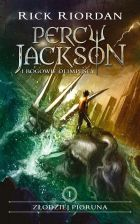 RICK RIORDAN
PERCY
JACKSON
I BOGOWIE OLIMPIJSCY
1
ZŁODZIEJ PIORUNA